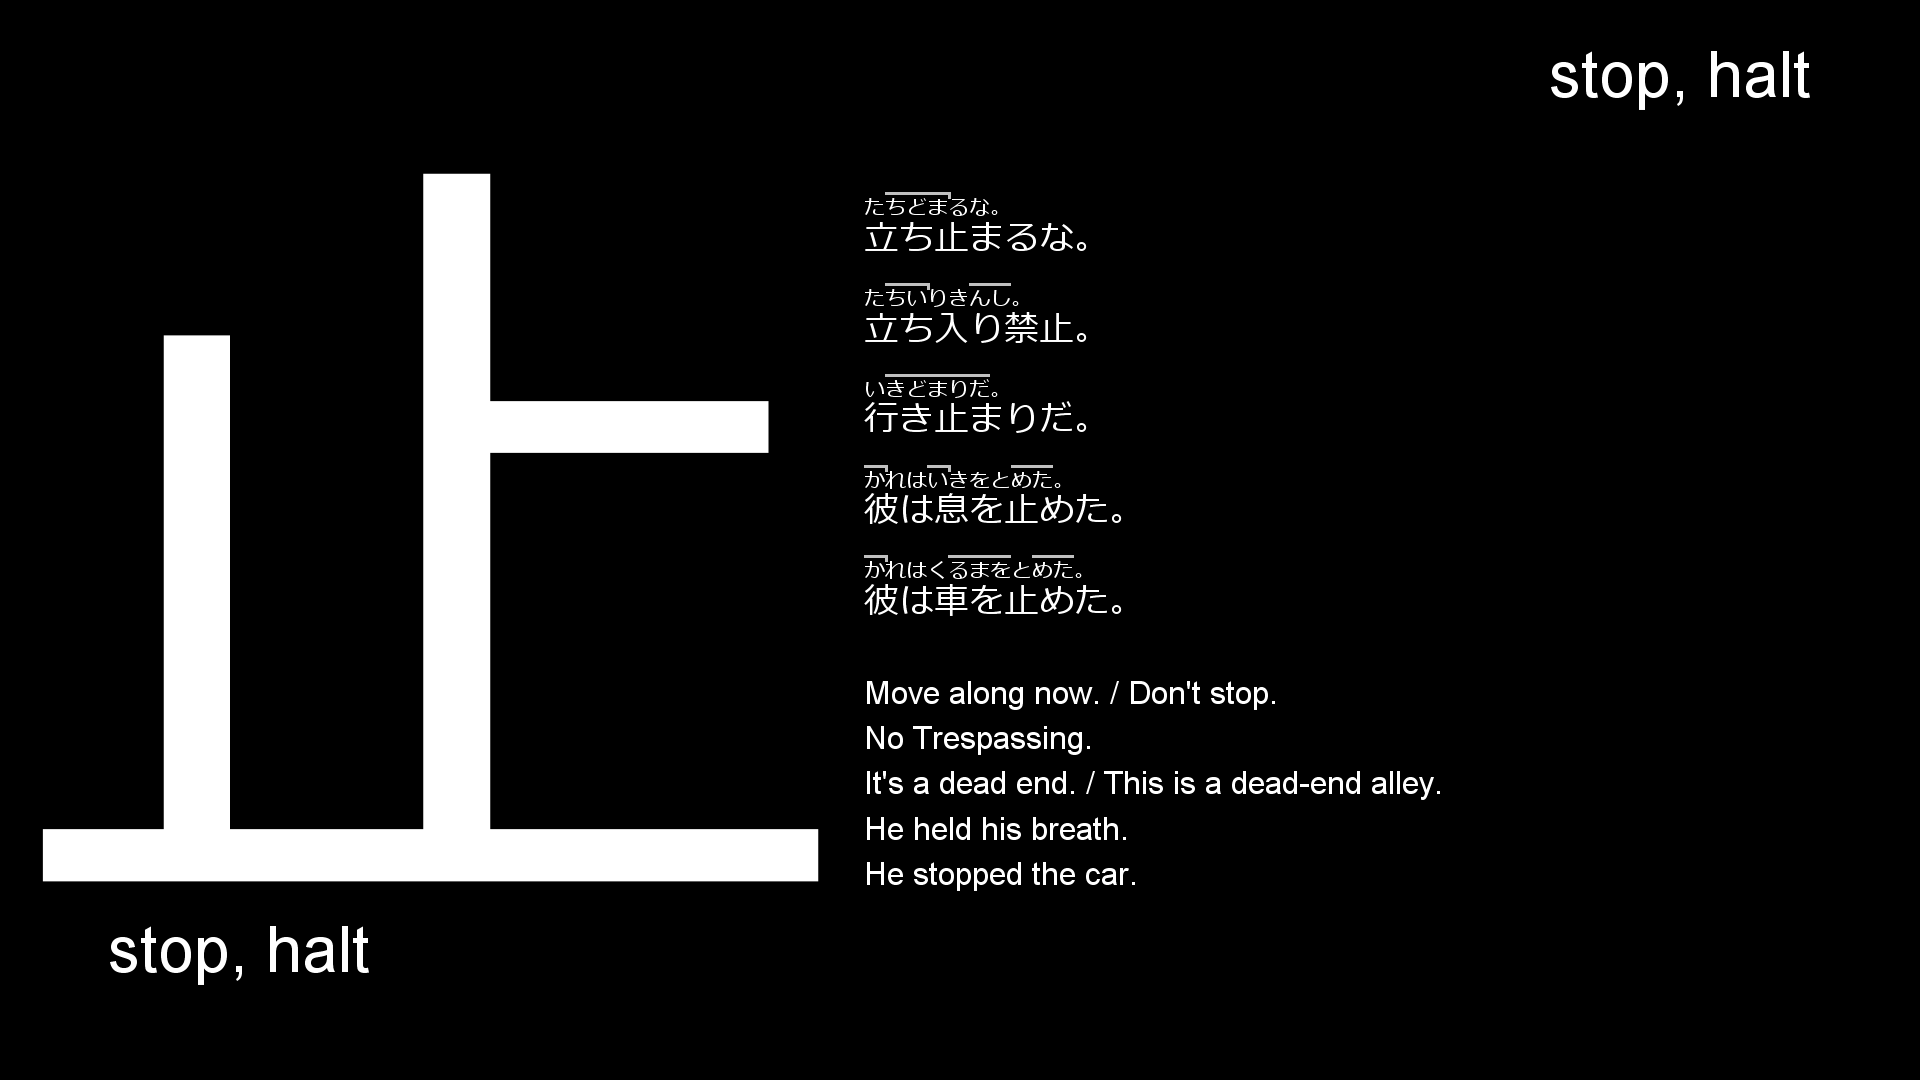 stop, halt
止
stop, halt
たちどまるな。
立ち止まるな。
たちいりきんし。
立ち入り禁止。
いきどまりだ。
行き止まりだ。
かれはいきをとめた。
彼は息を止めた。
かれはくるまをとめた。
彼は車を止めた。
Move along now. / Don't stop.
No Trespassing.
It's a dead end. / This is a dead-end alley.
He held his breath.
He stopped the car.